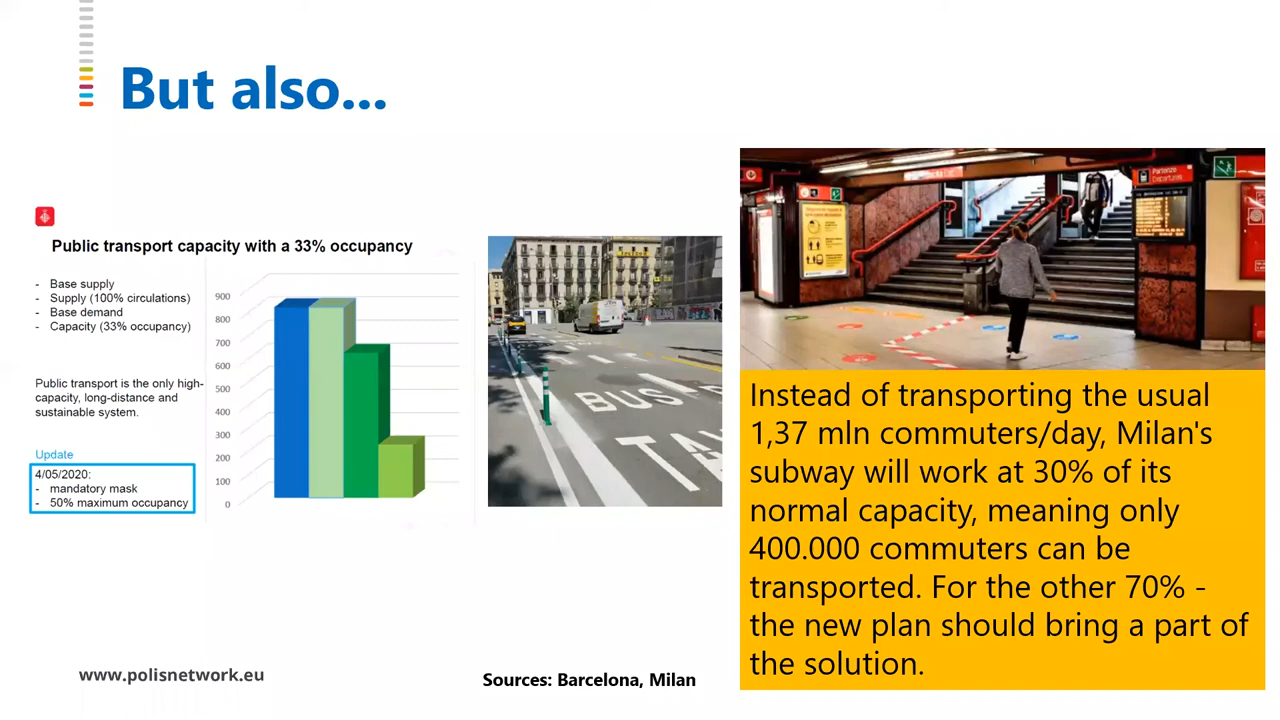 But also...
Public transport capacity with a 33% occupancy
- Base supply
- Supply (100% circulations)
- Base demand
- Capacity (33% occupancy)
Public transport is the only high-
capacity, long-distance and
sustainable system.
Update
4/05/2020:
- mandatory mask
- 50% maximum occupancy
900
800
700
600
500
400
300
200
100
0
BUS
TAXI
Partenze
Departures
Instead of transporting the usual
1,37 mln commuters/day, Milan's
subway will work at 30% of its
normal capacity, meaning only
400.000 commuters can be
transported. For the other 70% -
the new plan should bring a part of
the solution.
www.polisnetwork.eu
Sources: Barcelona, Milan